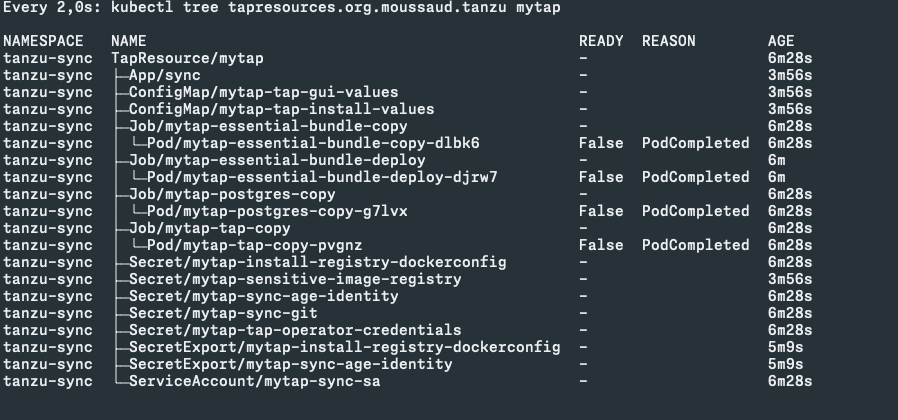 Every 2,0s: kubectl tree tapresources.org.moussaud.tanzu mytap
NAMESPACE   NAME                                                     READY  REASON        AGE
tanzu-sync  TapResource/mytap                                        -                    6m28s
tanzu-sync  ├─App/sync                                               -                    3m56s
tanzu-sync  ├─ConfigMap/mytap-tap-gui-values                         -                    3m56s
tanzu-sync  ├─ConfigMap/mytap-tap-install-values                     -                    3m56s
tanzu-sync  ├─Job/mytap-essential-bundle-copy                        -                    6m28s
tanzu-sync  │ └─Pod/mytap-essential-bundle-copy-dlbk6                False  PodCompleted  6m28s
tanzu-sync  ├─Job/mytap-essential-bundle-deploy                      -                    6m
tanzu-sync  │ └─Pod/mytap-essential-bundle-deploy-djrw7              False  PodCompleted  6m
tanzu-sync  ├─Job/mytap-postgres-copy                                -                    6m28s
tanzu-sync  │ └─Pod/mytap-postgres-copy-g7lvx                        False  PodCompleted  6m28s
tanzu-sync  ├─Job/mytap-tap-copy                                     -                    6m28s
tanzu-sync  │ └─Pod/mytap-tap-copy-pvgnz                             False  PodCompleted  6m28s
tanzu-sync  ├─Secret/mytap-install-registry-dockerconfig             -                    6m28s
tanzu-sync  ├─Secret/mytap-sensitive-image-registry                  -                    3m56s
tanzu-sync  ├─Secret/mytap-sync-age-identity                         -                    6m28s
tanzu-sync  ├─Secret/mytap-sync-git                                  -                    6m28s
tanzu-sync  ├─Secret/mytap-tap-operator-credentials                  -                    6m28s
tanzu-sync  ├─SecretExport/mytap-install-registry-dockerconfig       -                    5m9s
tanzu-sync  ├─SecretExport/mytap-sync-age-identity                   -                    5m9s
tanzu-sync  └─ServiceAccount/mytap-sync-sa                           -                    6m28s